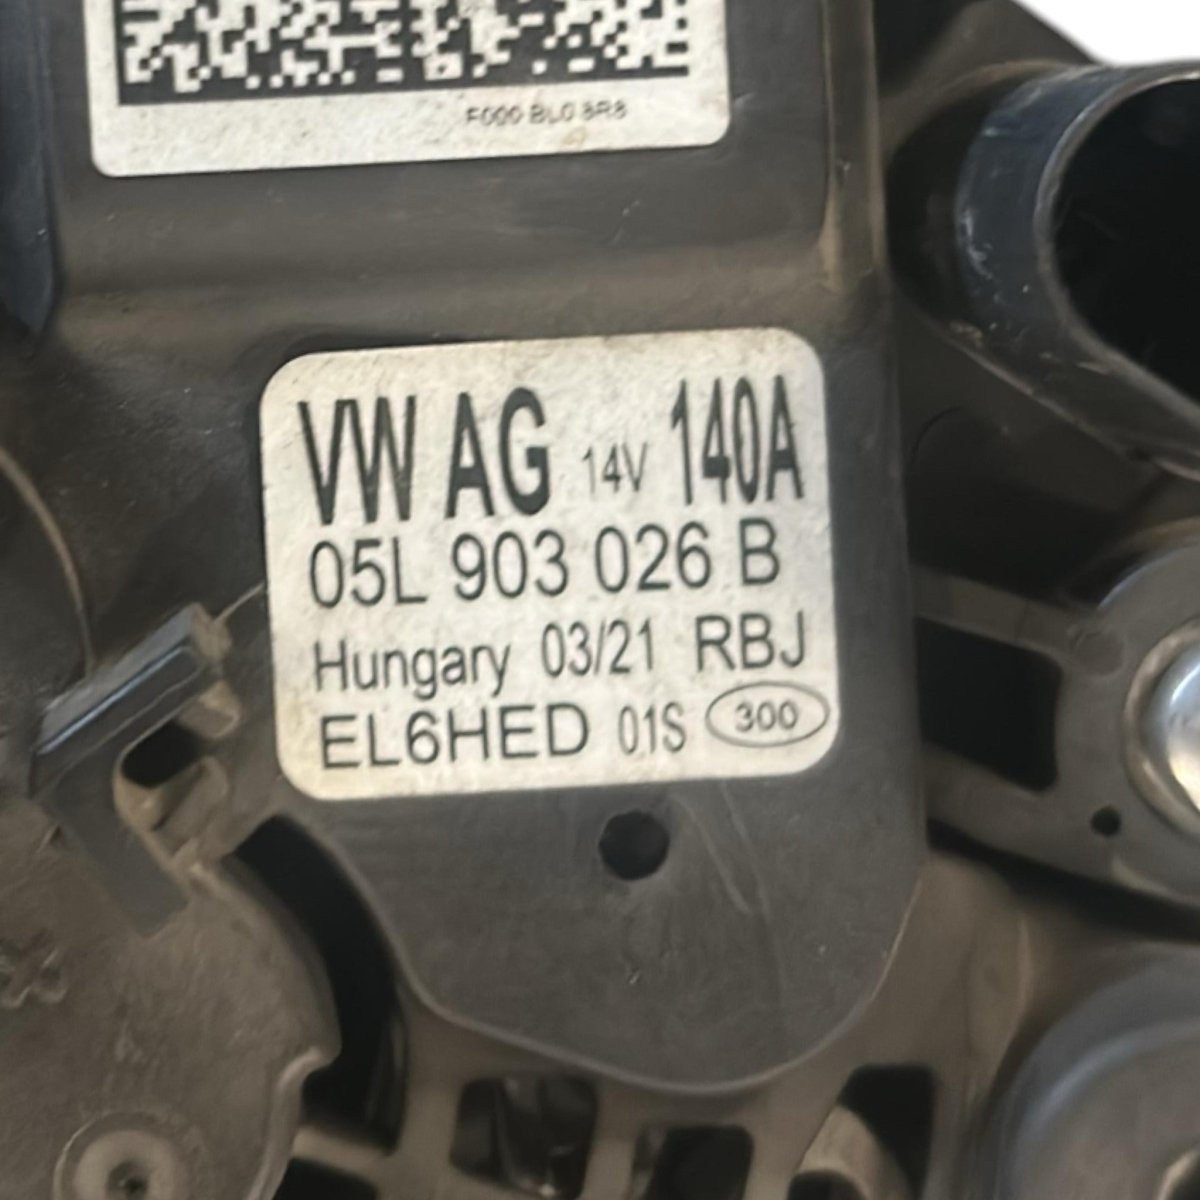 F000 BL0 8R8
VW AG 14V 140A
05L 903 026 B
Hungary 03/21 RBJ
EL6HED 01S 300